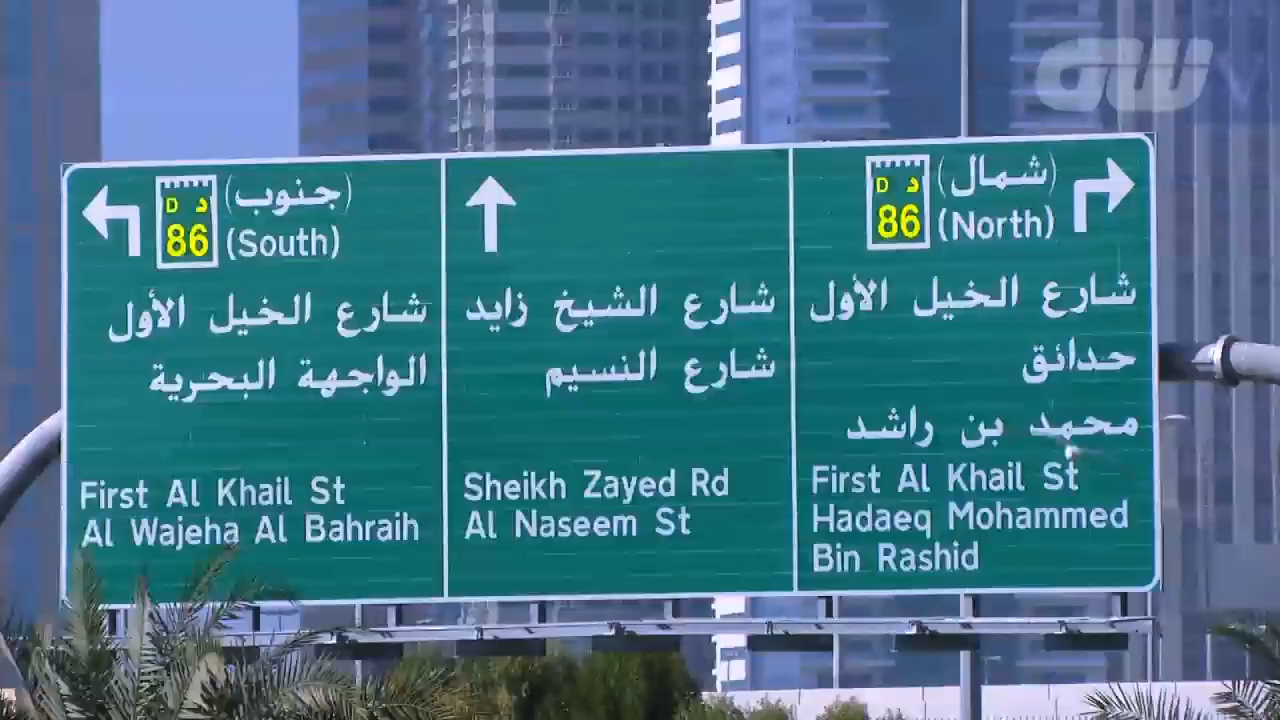 D د
86
(جنوب)
(South)
شارع الخيل الأول
الواجهة البحرية
First Al Khail St
Al Wajeha Al Bahraih
شارع الشيخ زايد
شارع النسيم
Sheikh Zayed Rd
Al Naseem St
D د
86
(شمال)
(North)
شارع الخيل الأول
حدائق
محمد بن راشد
First Al Khail St
Hadaeq Mohammed
Bin Rashid
GW